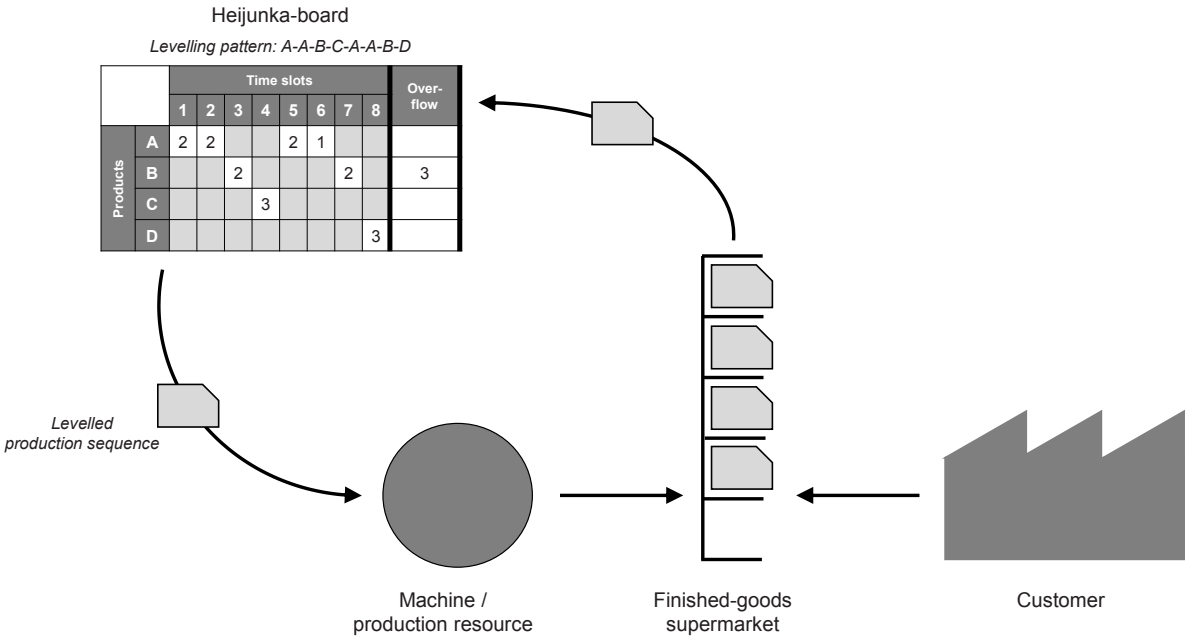 Heijunka-board
Levelling pattern: A-A-B-C-A-A-B-D
Time slots
Over-
flow
1 2 3 4 5 6 7 8
Products
A 2 2 2 1
B 2 2 3
C 3
D 3
Levelled
production sequence
Machine /
production resource
Finished-goods
supermarket
Customer